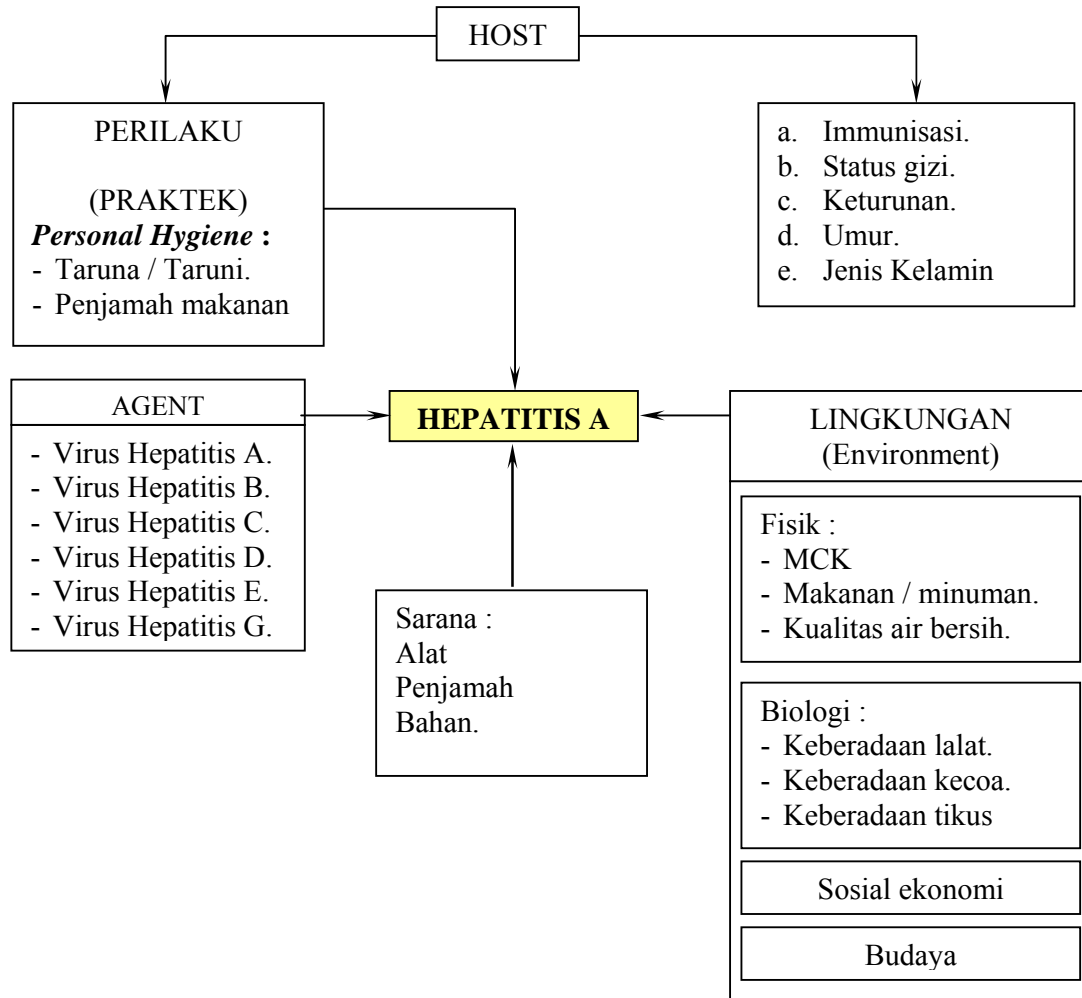 HOST
PERILAKU
(PRAKTEK)
Personal Hygiene :
- Taruna / Taruni.
- Penjamah makanan
a. Immunisasi.
b. Status gizi.
c. Keturunan.
d. Umur.
e. Jenis Kelamin
AGENT
- Virus Hepatitis A.
- Virus Hepatitis B.
- Virus Hepatitis C.
- Virus Hepatitis D.
- Virus Hepatitis E.
- Virus Hepatitis G.
HEPATITIS A
Sarana :
Alat
Penjamah
Bahan.
LINGKUNGAN
(Environment)
Fisik :
- MCK
- Makanan / minuman.
- Kualitas air bersih.
Biologi :
- Keberadaan lalat.
- Keberadaan kecoa.
- Keberadaan tikus
Sosial ekonomi
Budaya